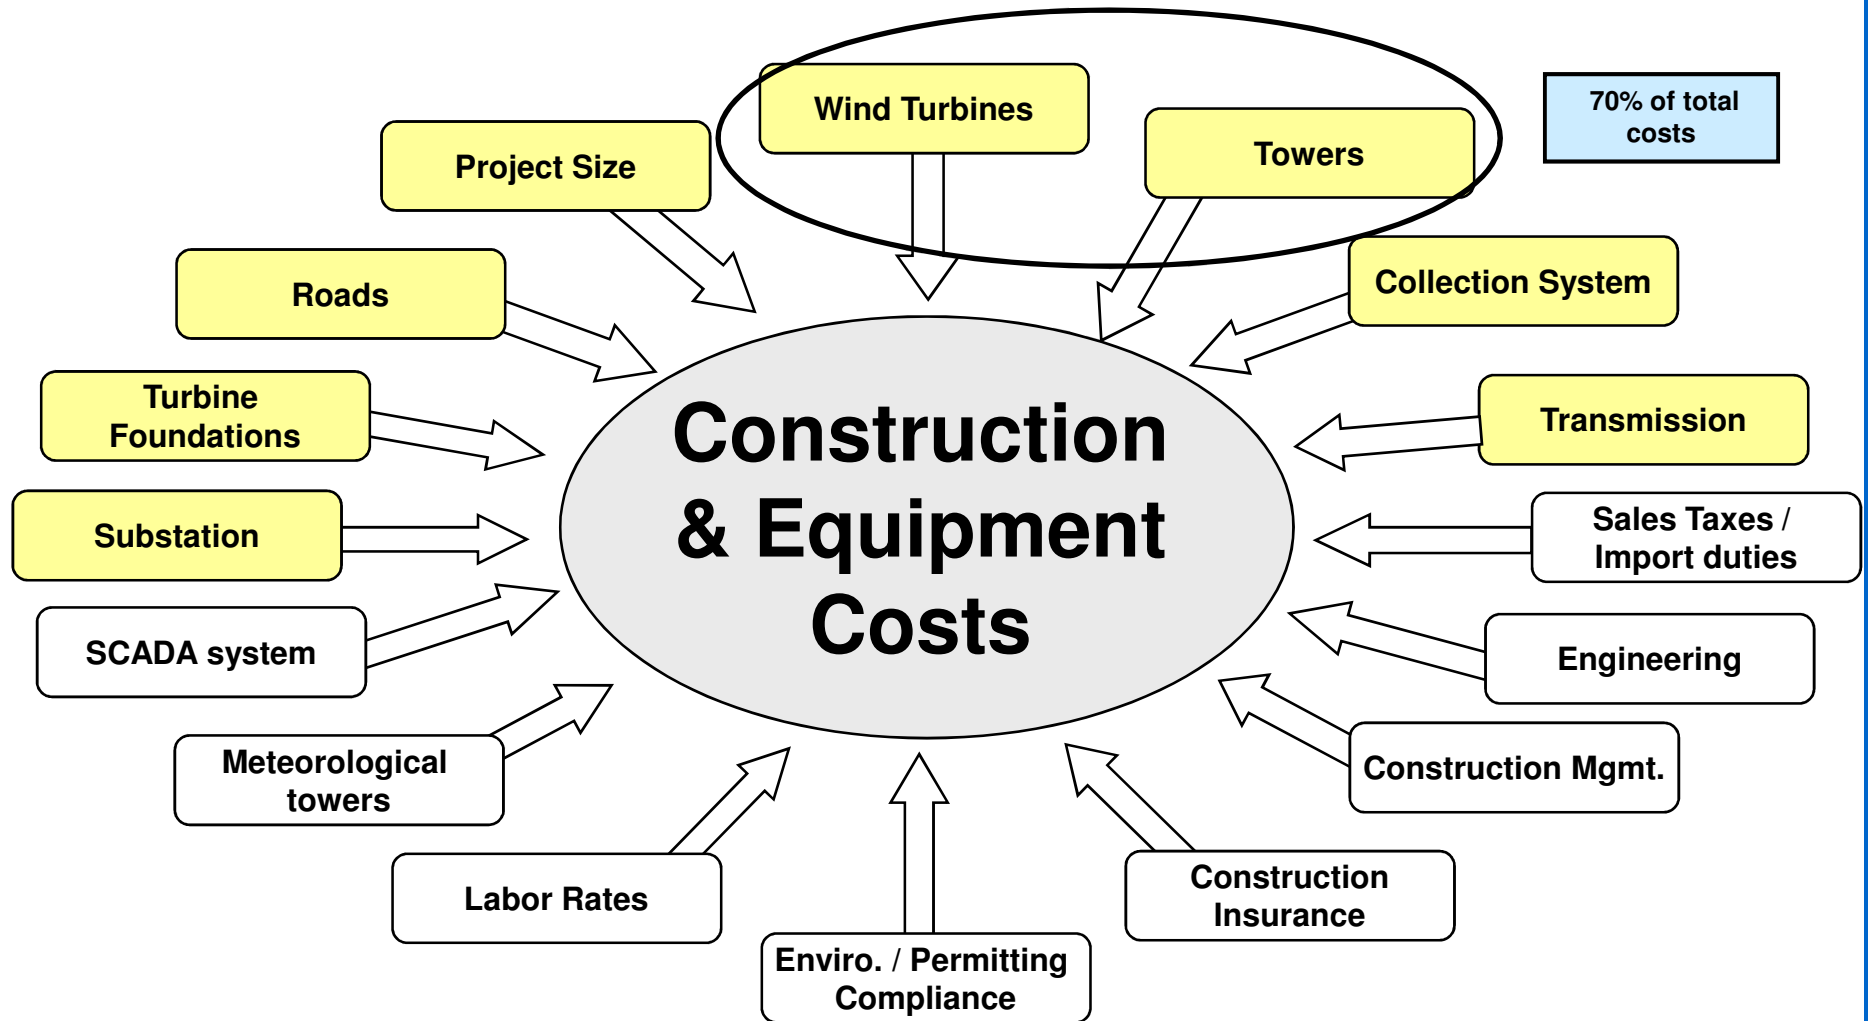 Wind Turbines
70% of total
costs
Towers
Project Size
Collection System
Roads
Turbine
Foundations
Transmission
Construction
& Equipment
Costs
Substation
Sales Taxes /
Import duties
SCADA system
Engineering
Meteorological
towers
Construction Mgmt.
Labor Rates
Construction
Insurance
Enviro. / Permitting
Compliance